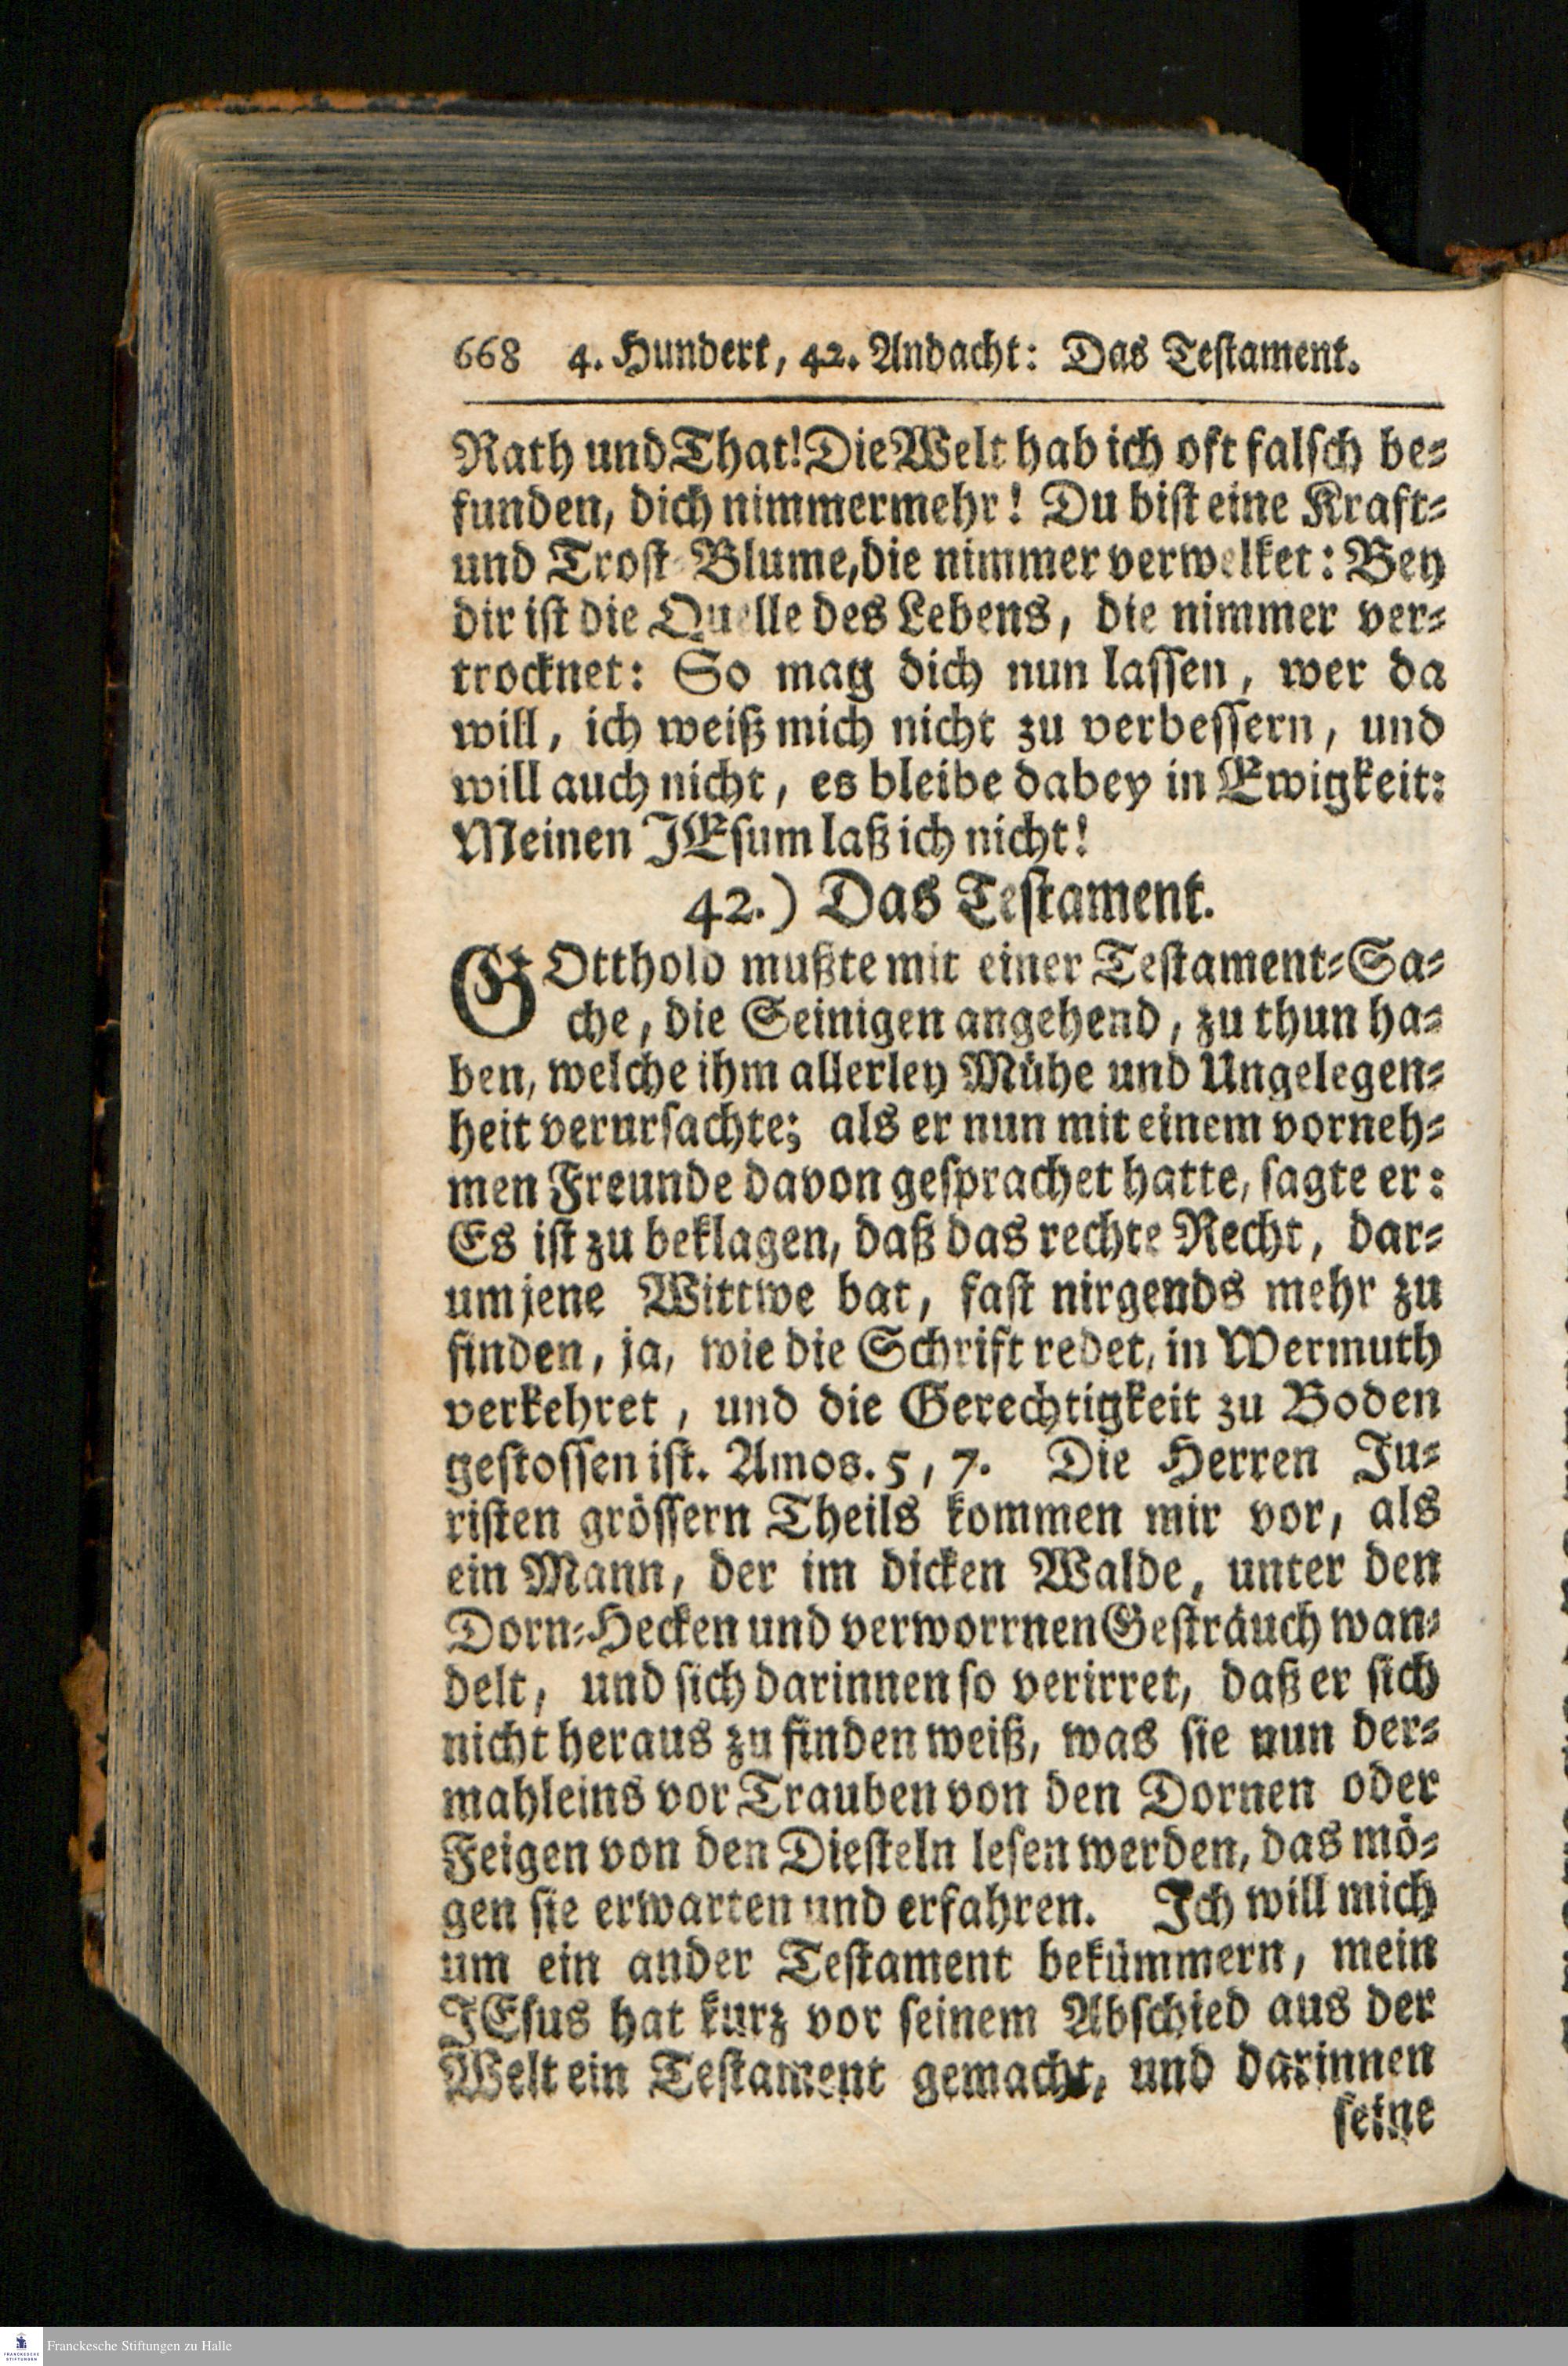 668 4. Hundert, 42. Andacht: Das Testament.
Rath und That! Die Welt hab ich oft falsch be-
funden, dich nimmermehr! Du bist eine Kraft-
und Trost-Blume, die nimmer verwelket: Bey
dir ist die Quelle des Lebens, die nimmer ver-
trocknet: So mag dich nun lassen, wer da
will, ich weiß mich nicht zu verbessern, und
will auch nicht, es bleibe dabey in Ewigkeit:
Meinen JEsum laß ich nicht!
42.) Das Testament.
GOtthold mußte mit einer Testament-Sa-
che, die Seinigen angehend, zu thun ha-
ben, welche ihm allerley Mühe und Ungelegen-
heit verursachte; als er nun mit einem vorneh-
men Freunde davon gesprachet hatte, sagte er:
Es ist zu beklagen, daß das rechte Recht, dar-
um jene Wittwe bat, fast nirgends mehr zu
finden, ja, wie die Schrift redet, in Wermuth
verkehret, und die Gerechtigkeit zu Boden
gestossen ist. Amos. 5, 7. Die Herren Ju-
risten grössern Theils kommen mir vor, als
ein Mann, der im dicken Walde, unter den
Dorn-Hecken und verworrnen Gesträuch wan-
delt, und sich darinnen so verirret, daß er sich
nicht heraus zu finden weiß, was sie nun der-
mahleins vor Trauben von den Dornen oder
Feigen von den Diesteln lesen werden, das mö-
gen sie erwarten und erfahren. Ich will mich
um ein ander Testament bekümmern, mein
JEsus hat kurz vor seinem Abschied aus der
Welt ein Testament gemacht, und darinnen
seine
Franckesche Stiftungen zu Halle
FRANCKESCHE
STIFTUNGEN